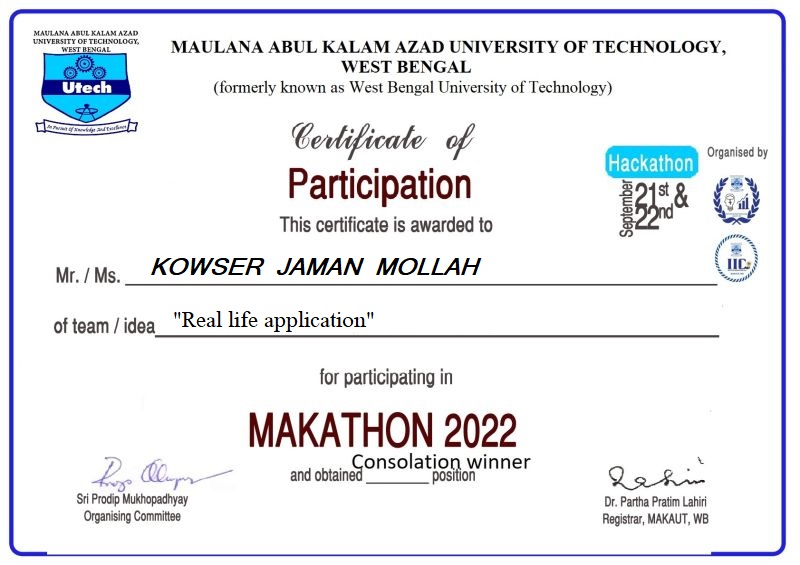 MAULANA ABUL KALAM AZAD
UNIVERSITY OF TECHNOLOGY,
WEST BENGAL
Utech
In Pursuit of Knowledge And Excellence
MAULANA ABUL KALAM AZAD UNIVERSITY OF TECHNOLOGY,
WEST BENGAL
(formerly known as West Bengal University of Technology)
Certificate of
Participation
This certificate is awarded to
Hackathon
September 21st &
22nd
Organised by
IIC
Mr. / Ms. KOWSER JAMAN MOLLAH
of team / idea "Real life application"
for participating in
MAKATHON 2022
Consolation winner
and obtained ________ position
Sri Prodip Mukhopadhyay
Organising Committee
Dr. Partha Pratim Lahiri
Registrar, MAKAUT, WB